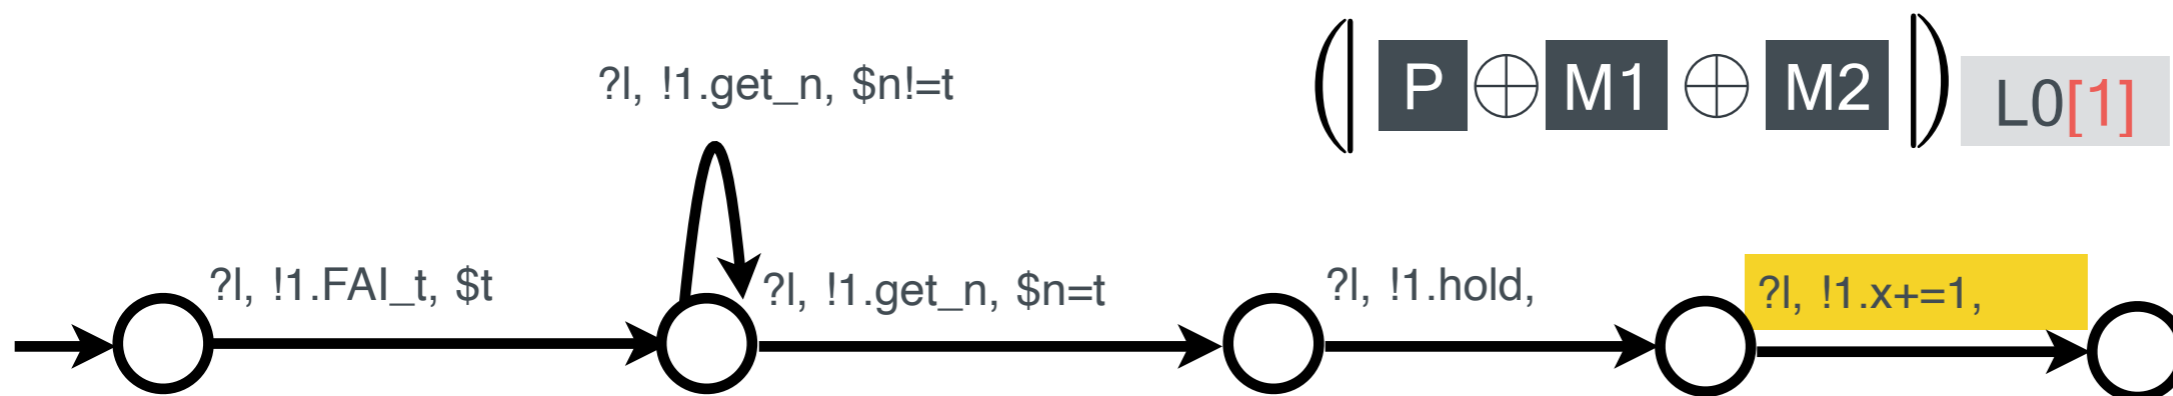 ?l, !1.get_n, $n!=t
( P ⊕ M1 ⊕ M2 ) L0[1]
?l, !1.FAI_t, $t
?l, !1.get_n, $n=t
?l, !1.hold,
?l, !1.x+=1,